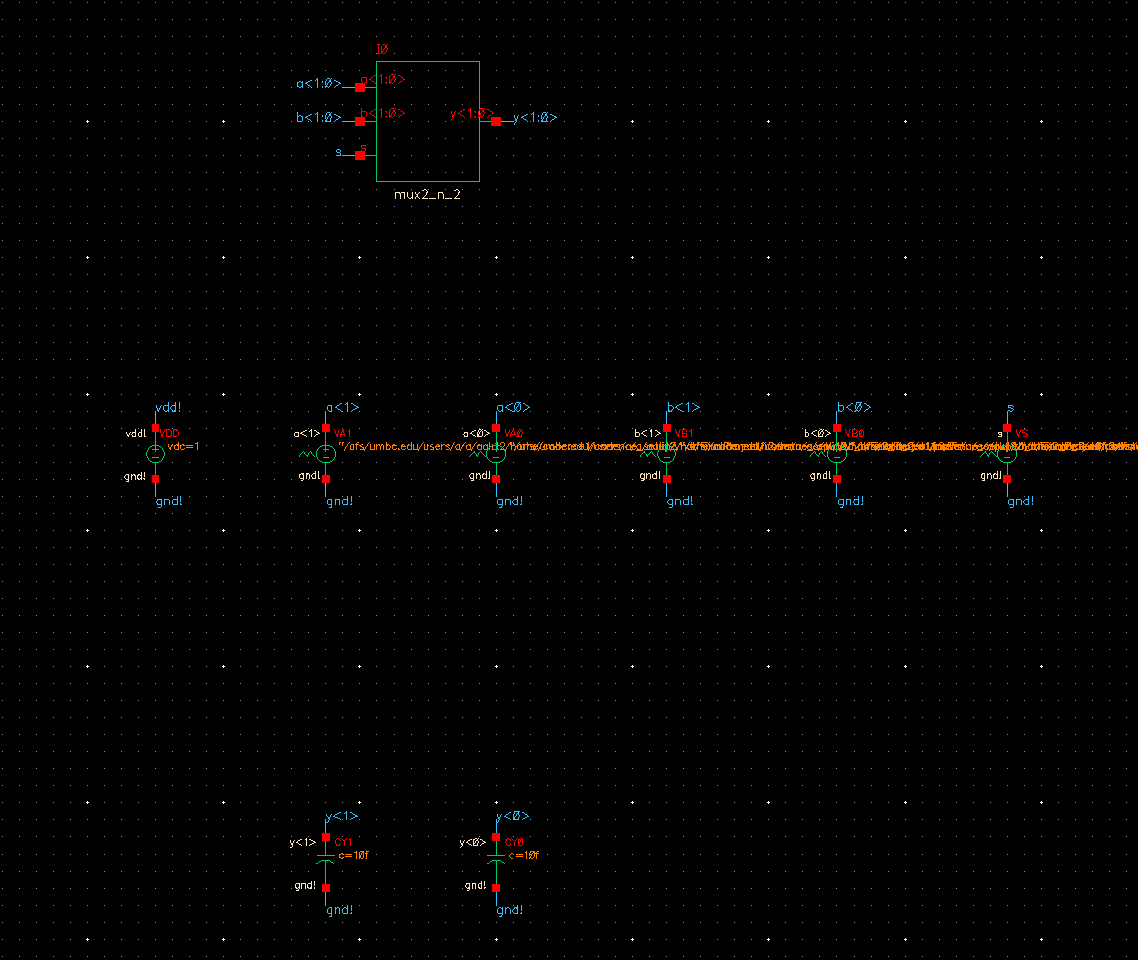 I0
a<1:0> a<1:0>
b<1:0> b<1:0> y<1:0> y<1:0>
s s
mux2_n_2
vdd! a<1> a<0> b<1> b<0> s
vdd! VDD a<1> VA1 a<0> VA0 b<1> VB1 b<0> VB0 s VS
vdc=1
gnd! gnd! gnd! gnd! gnd! gnd!
gnd! gnd! gnd! gnd! gnd! gnd!
y<1> y<0>
y<1> CY1 y<0> CY0
c=10f c=10f
gnd! gnd!
gnd! gnd!